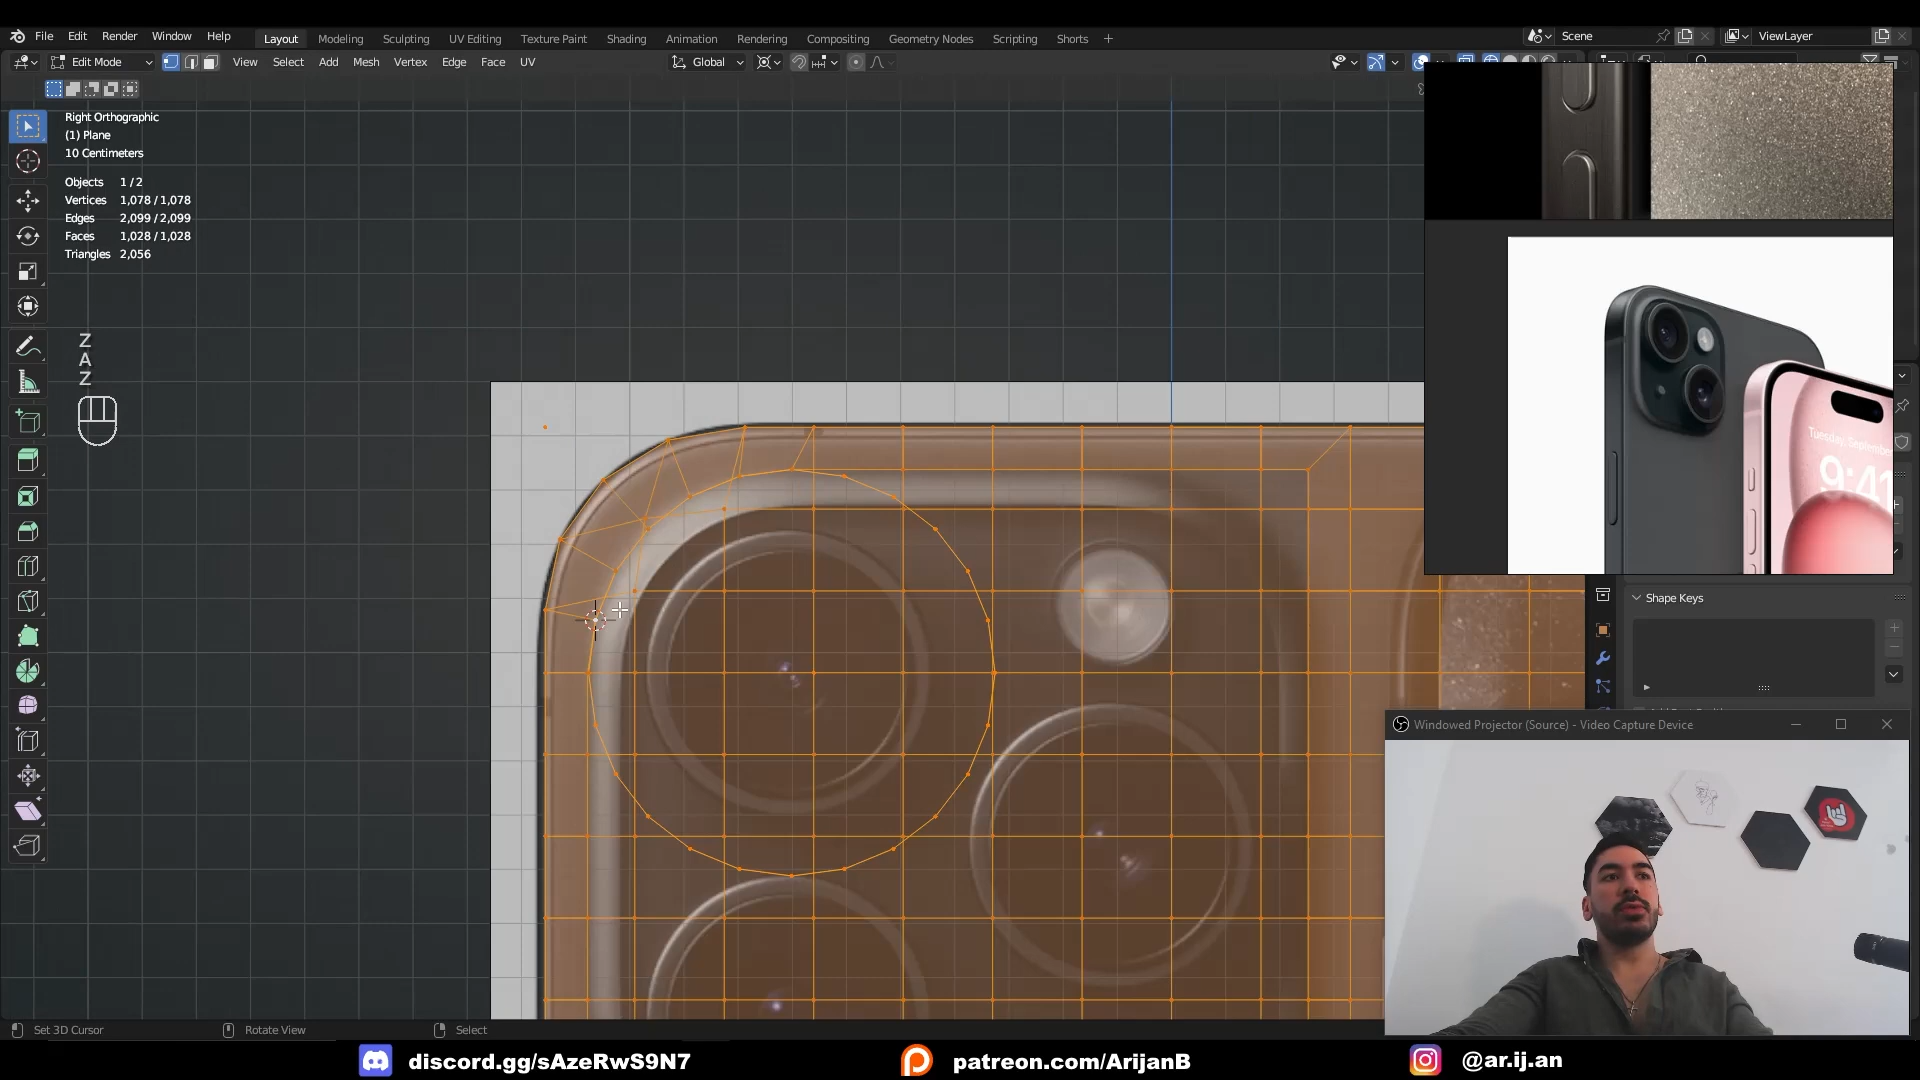 File Edit Render Window Help
Layout Modeling Sculpting UV Editing Texture Paint Shading Animation Rendering Compositing Geometry Nodes Scripting Shorts +
Scene
ViewLayer
Edit Mode
View Select Add Mesh Vertex Edge Face UV
Global
Right Orthographic
(1) Plane
10 Centimeters
Objects 1 / 2
Vertices 1,078 / 1,078
Edges 2,099 / 2,099
Faces 1,028 / 1,028
Triangles 2,056
Z
A
Z
9:41
Shape Keys
Windowed Projector (Source) - Video Capture Device
Set 3D Cursor
Rotate View
Select
discord.gg/sAzeRwS9N7
patreon.com/ArijanB
@ar.ij.an